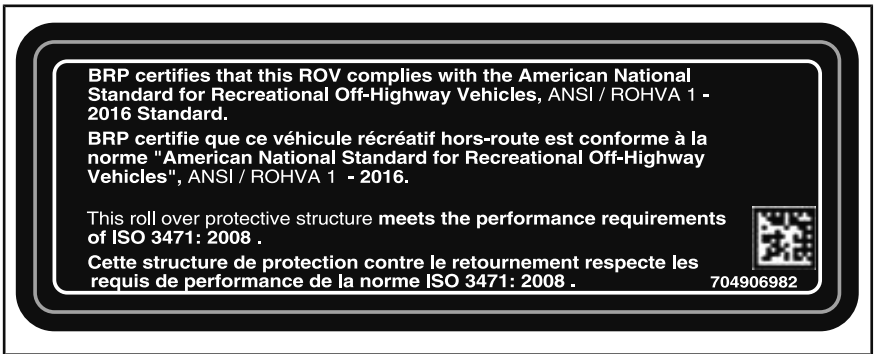 BRP certifies that this ROV complies with the American National
Standard for Recreational Off-Highway Vehicles, ANSI / ROHVA 1 -
2016 Standard.
BRP certifie que ce véhicule récréatif hors-route est conforme à la
norme "American National Standard for Recreational Off-Highway
Vehicles", ANSI / ROHVA 1 - 2016.
This roll over protective structure meets the performance requirements
of ISO 3471: 2008 .
Cette structure de protection contre le retournement respecte les
requis de performance de la norme ISO 3471: 2008 .
704906982